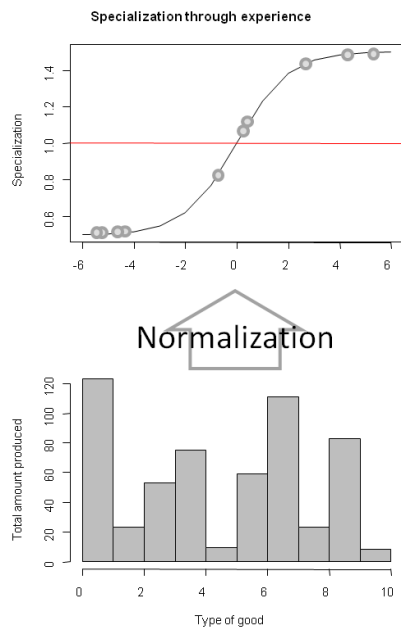 Specialization through experience
Specialization
0.6 0.8 1.0 1.2 1.4
-6 -4 -2 0 2 4 6
Normalization
Total amount produced
0 20 40 60 80 100 120
0 2 4 6 8 10
Type of good